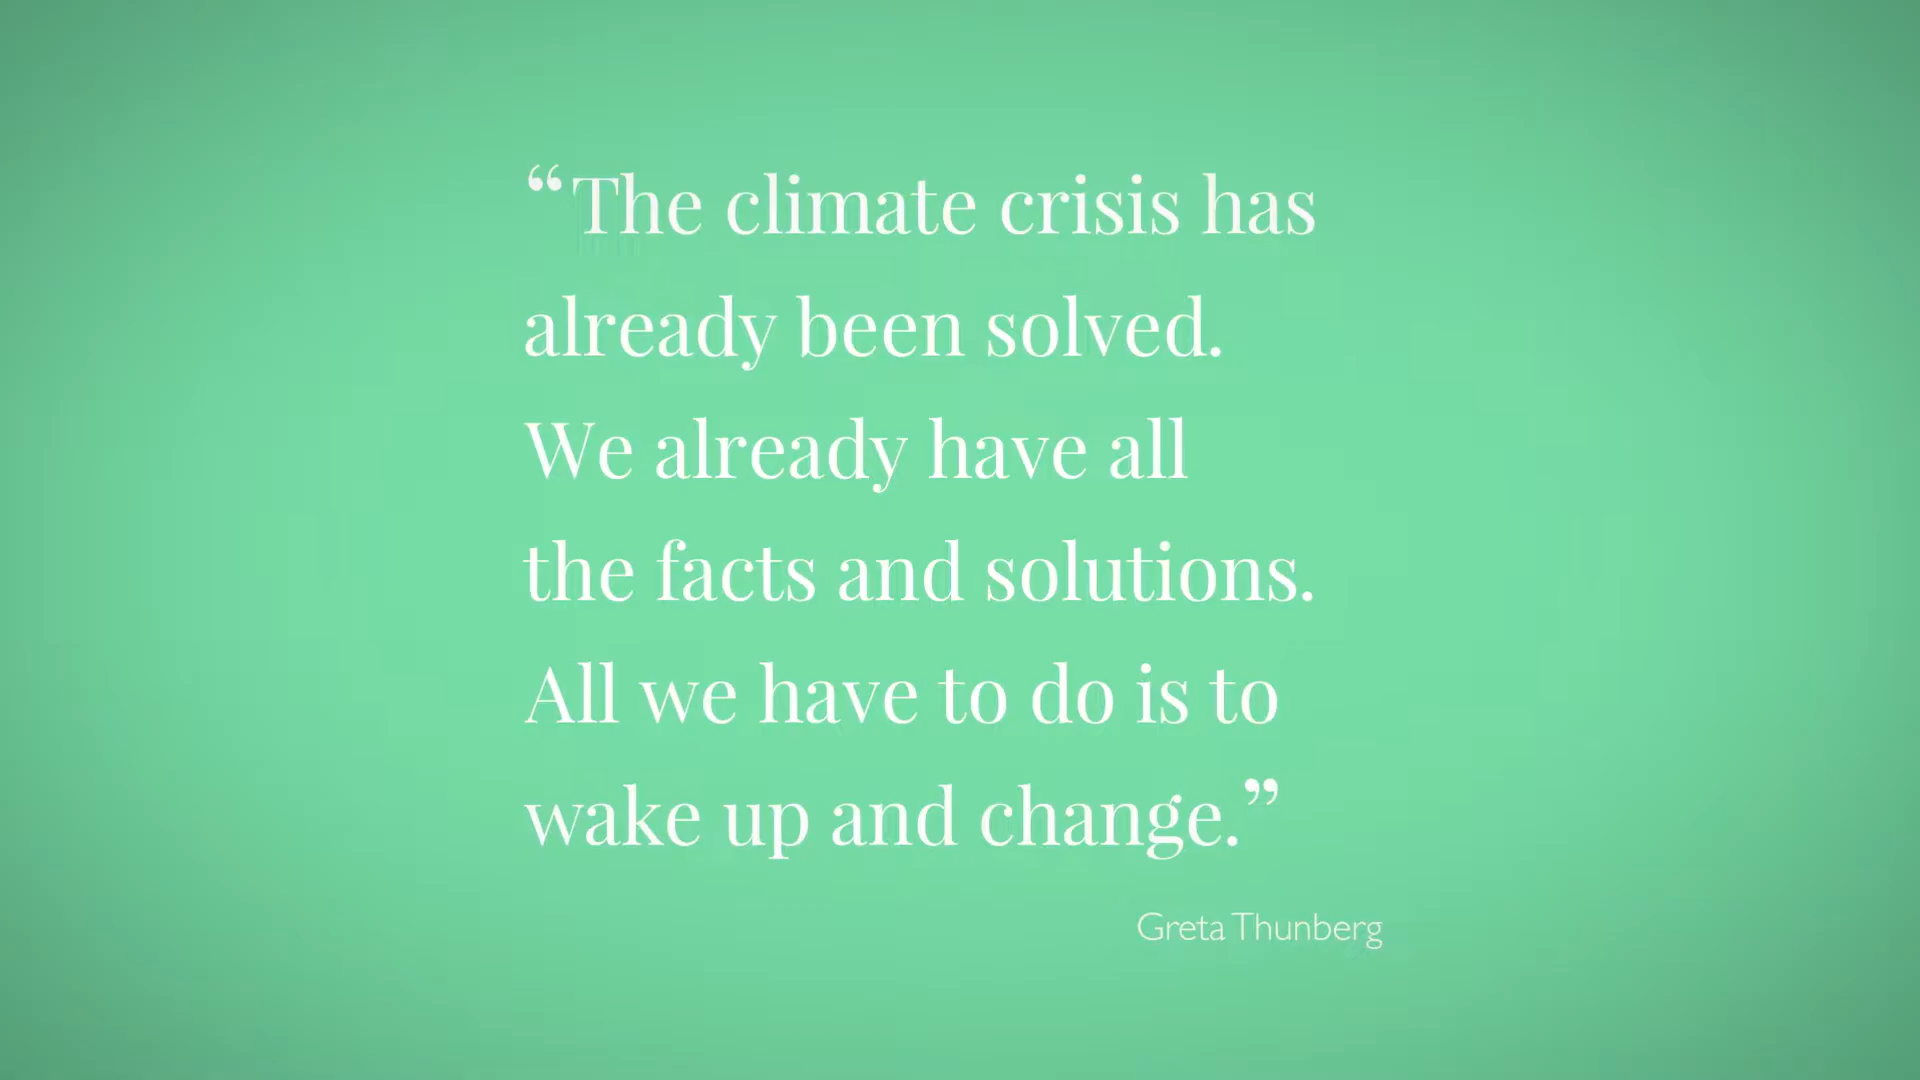 “The climate crisis has
already been solved.
We already have all
the facts and solutions.
All we have to do is to
wake up and change.”
Greta Thunberg